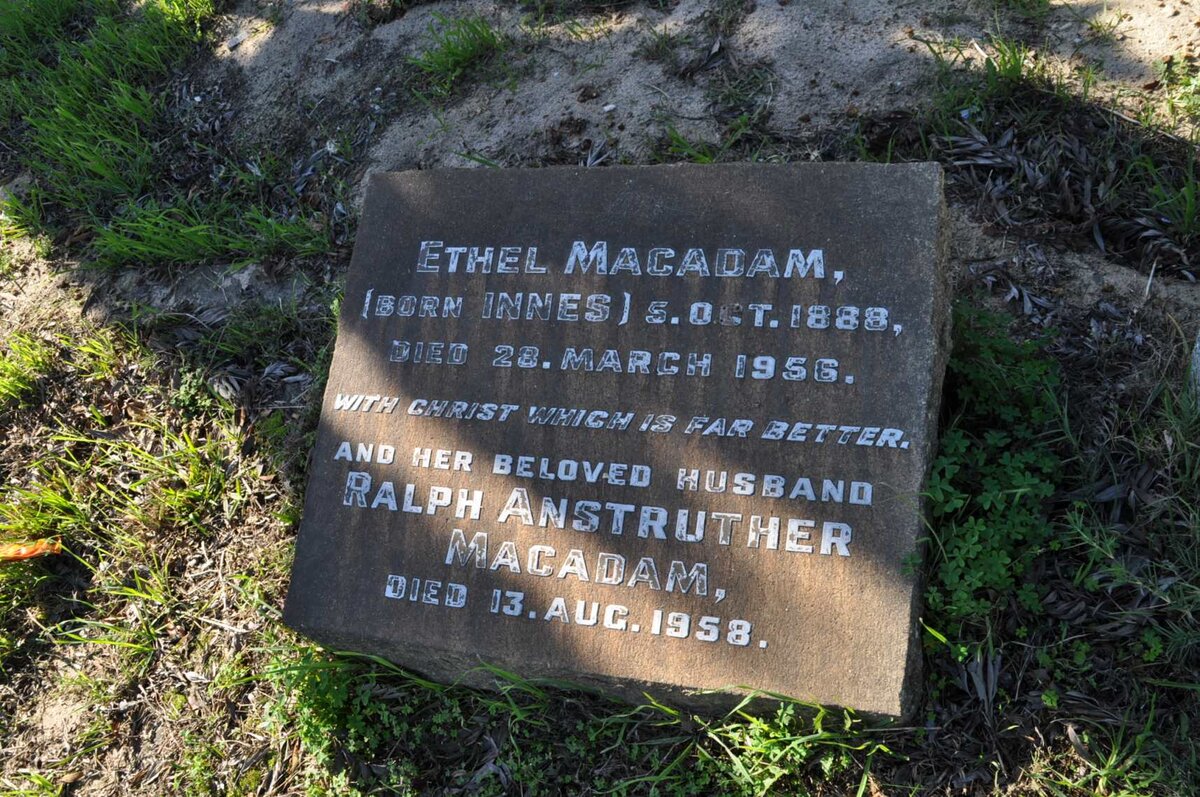 ETHEL MACADAM,
(BORN INNES) 5. OCT. 1888,
DIED 28. MARCH 1956.
WITH CHRIST WHICH IS FAR BETTER.
AND HER BELOVED HUSBAND
RALPH ANSTRUTHER
MACADAM,
DIED 13. AUG. 1958.